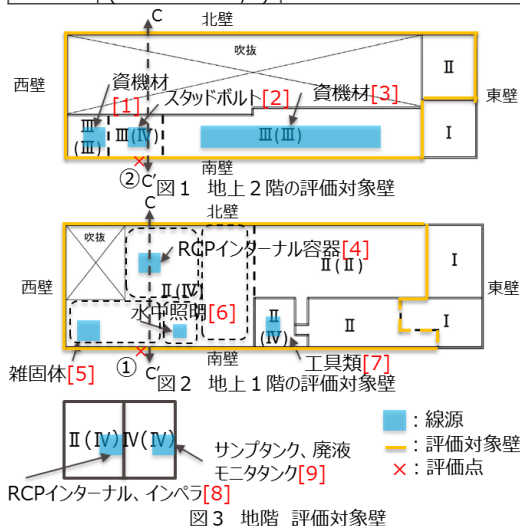 C
北壁
吹抜
西壁
東壁
Ⅱ
Ⅰ
資機材
[1]
スタッドボルト[2]
資機材[3]
Ⅲ
(Ⅲ)
Ⅲ(Ⅳ)
Ⅲ(Ⅲ)
② C'
南壁
図1 地上2階の評価対象壁
C
北壁
吹抜
西壁
東壁
RCPインターナル容器[4]
Ⅱ(Ⅱ)
Ⅰ
Ⅱ(Ⅳ)
水中照明[6]
Ⅱ
(Ⅳ)
Ⅱ
Ⅰ
①
C'
南壁
工具類[7]
雑固体[5]
図2 地上1階の評価対象壁
Ⅱ(Ⅳ)
Ⅳ(Ⅳ)
サンプタンク、廃液
モニタタンク[9]
RCPインターナル、インペラ[8]
図3 地階 評価対象壁
:線源
:評価対象壁
×:評価点